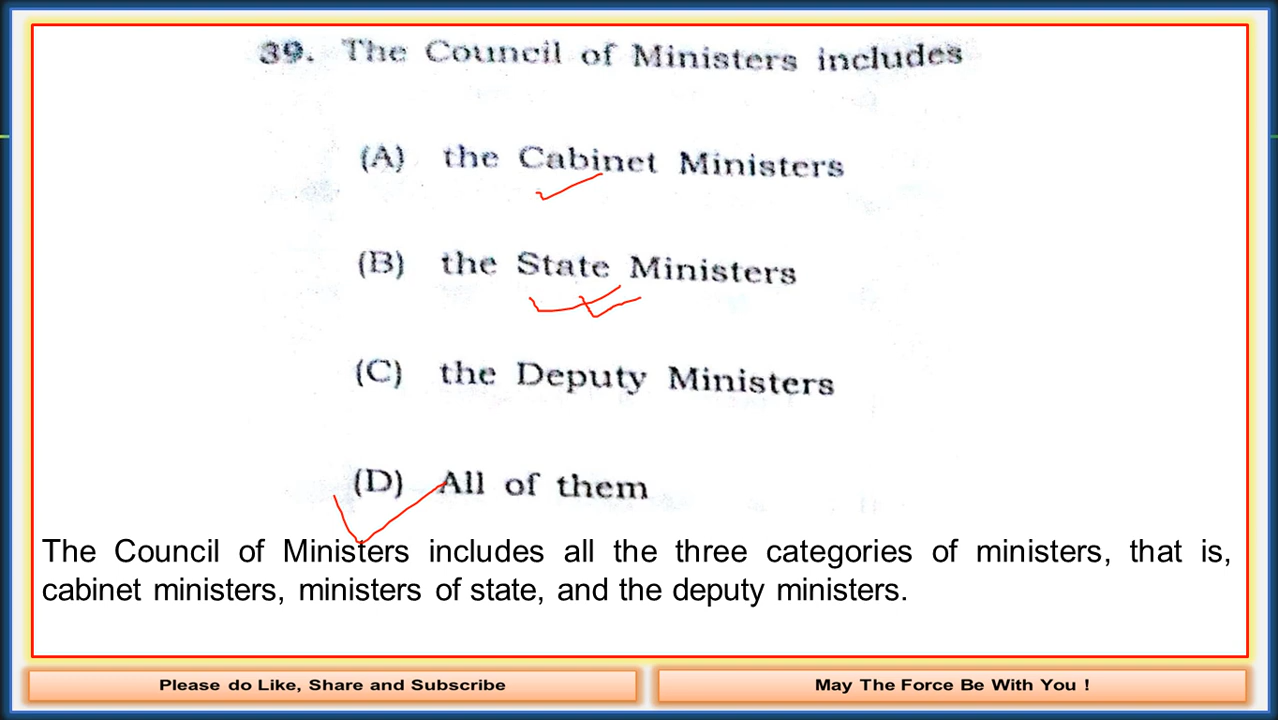 39. The Council of Ministers includes
(A) the Cabinet Ministers
(B) the State Ministers
(C) the Deputy Ministers
(D) All of them
The Council of Ministers includes all the three categories of ministers, that is,
cabinet ministers, ministers of state, and the deputy ministers.
Please do Like, Share and Subscribe
May The Force Be With You !